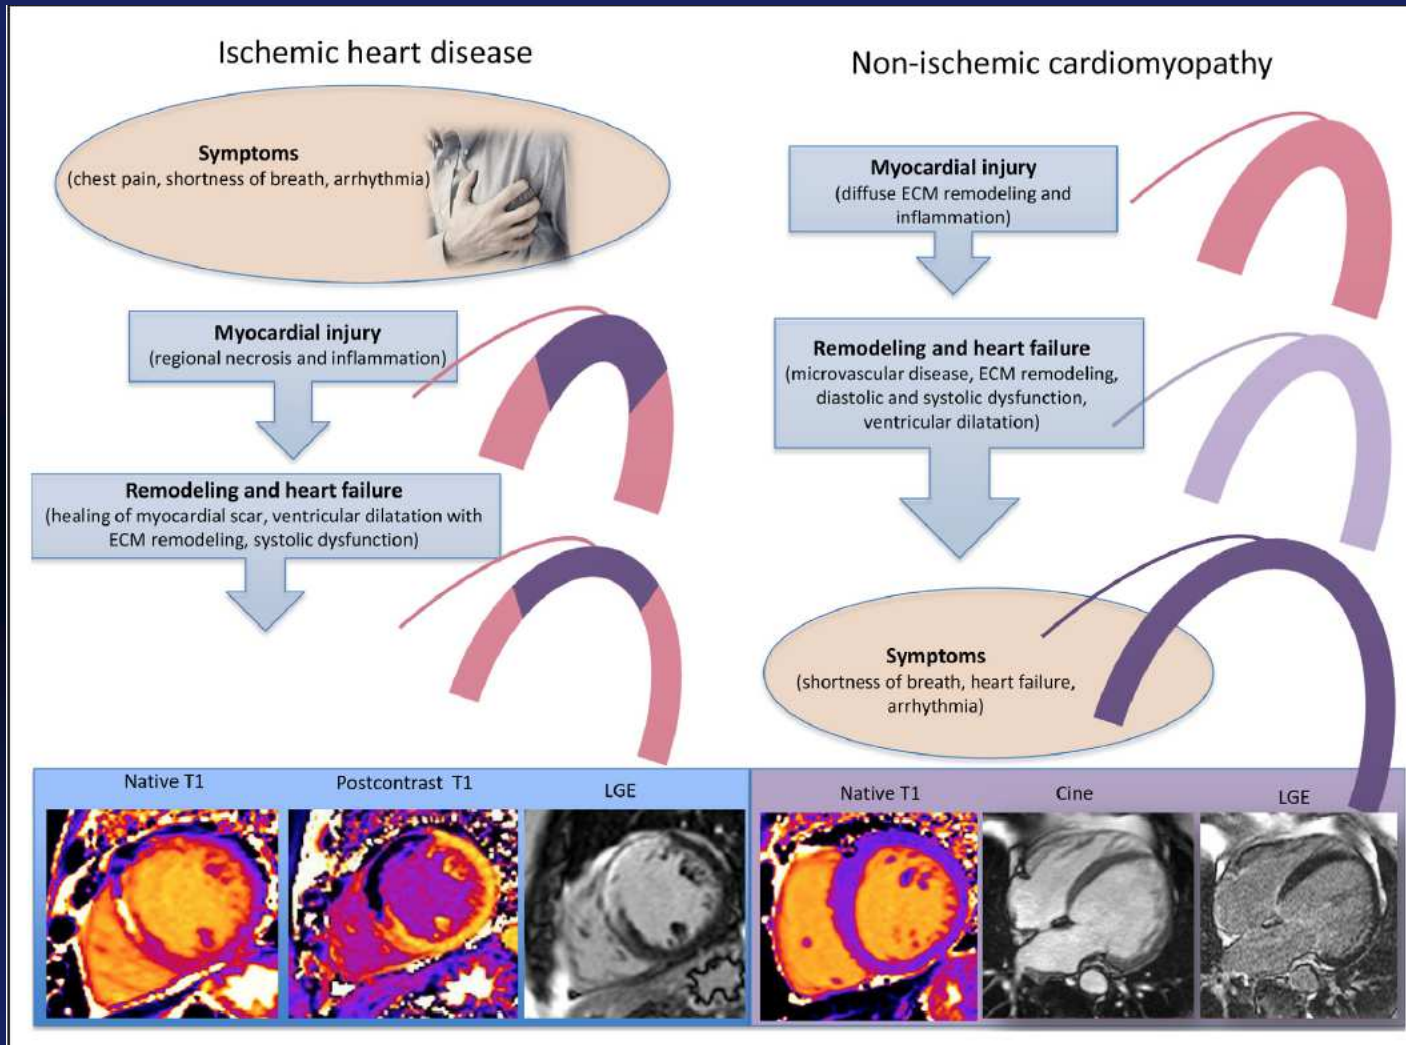 Ischemic heart disease
Symptoms
(chest pain, shortness of breath, arrhythmia)
Myocardial injury
(regional necrosis and inflammation)
Remodeling and heart failure
(healing of myocardial scar, ventricular dilatation with
ECM remodeling, systolic dysfunction)
Non-ischemic cardiomyopathy
Myocardial injury
(diffuse ECM remodeling and
inflammation)
Remodeling and heart failure
(microvascular disease, ECM remodeling,
diastolic and systolic dysfunction,
ventricular dilatation)
Symptoms
(shortness of breath, heart failure,
arrhythmia)
Native T1
Postcontrast T1
LGE
Native T1
Cine
LGE